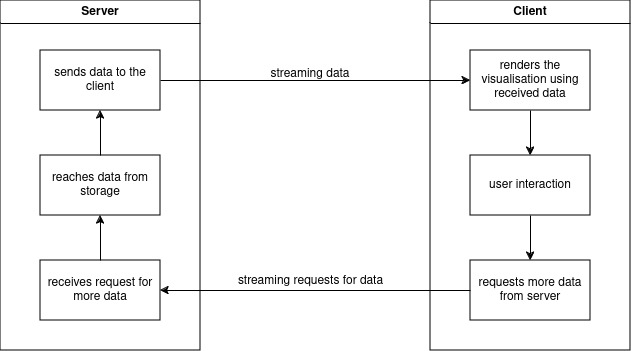 Server
Client
sends data to the
client
streaming data
renders the
visualisation using
received data
reaches data from
storage
user interaction
receives request for
more data
streaming requests for data
requests more data
from server